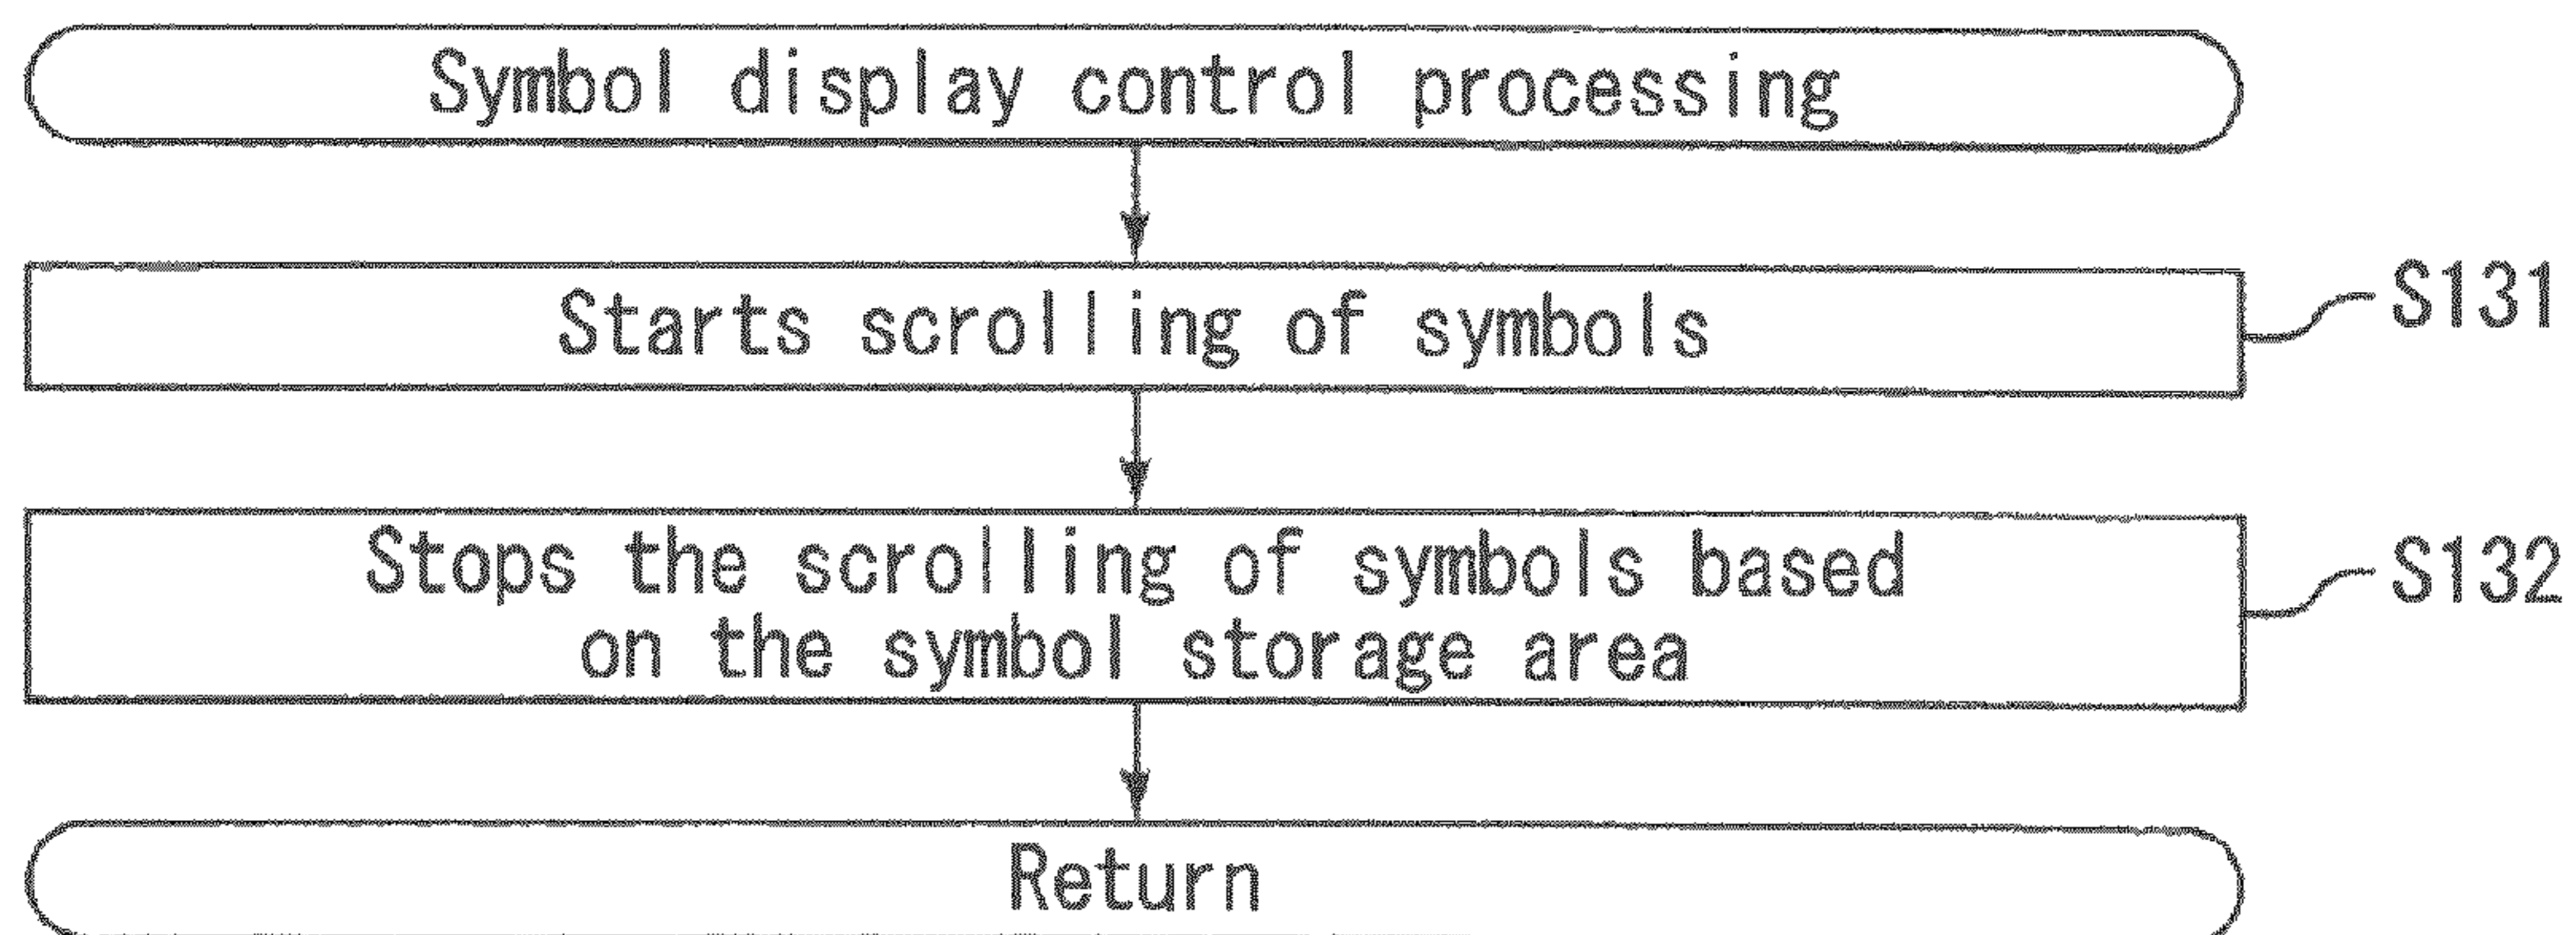 Symbol display control processing
Starts scrolling of symbols
S131
Stops the scrolling of symbols based
on the symbol storage area
S132
Return